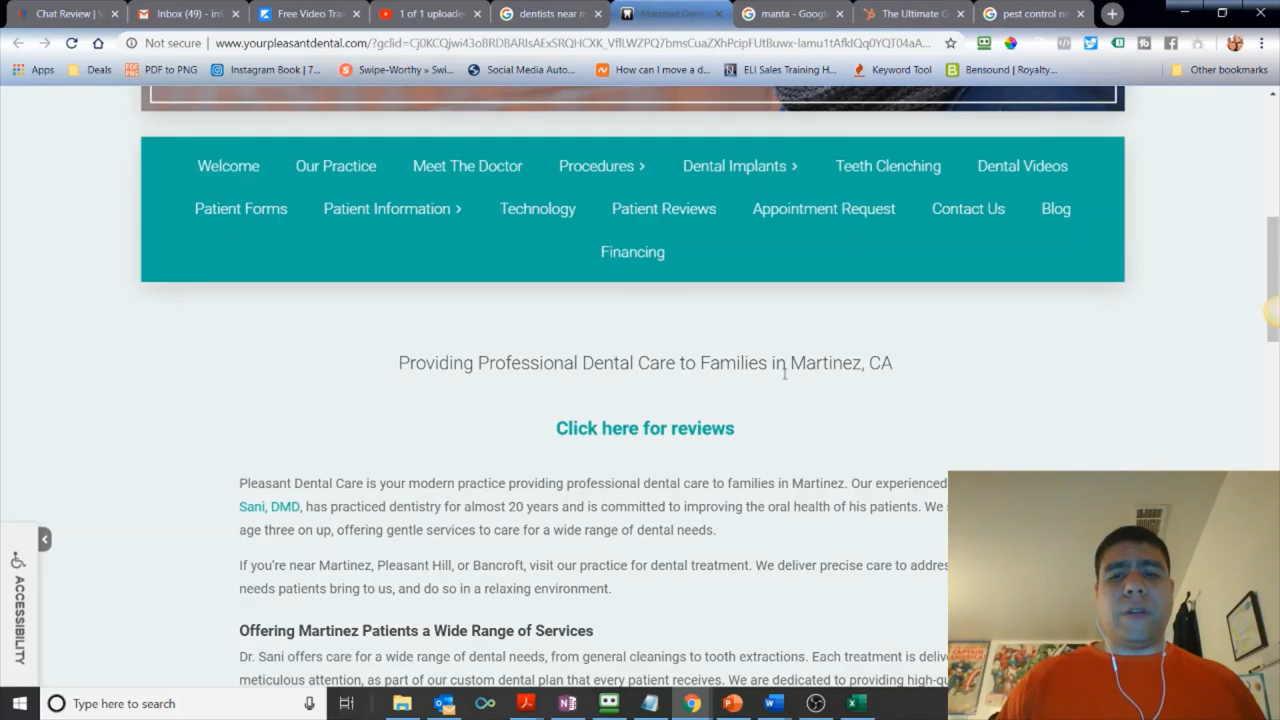 Chat Review |
Inbox (49) - inf
Free Video Tra
1 of 1 uploade
dentists near m
Martinez Den
manta - Googl
The Ultimate G
pest control ne
Not secure
www.yourpleasantdental.com/?gclid=Cj0KCQjwi43oBRDBARIsAExSRQHCXK_VflLWZPQ7bmsCuaZXhPcipFUtBuwx-lamu1tAfkIQq0YQT04aA...
Apps
Deals
PDF to PNG
Instagram Book | 7...
Swipe-Worthy » Swi...
Social Media Auto...
How can I move a d...
ELI Sales Training H...
Keyword Tool
Bensound | Royalty...
Other bookmarks
Welcome
Our Practice
Meet The Doctor
Procedures
Dental Implants
Teeth Clenching
Dental Videos
Patient Forms
Patient Information
Technology
Patient Reviews
Appointment Request
Contact Us
Blog
Financing
Providing Professional Dental Care to Families in Martinez, CA
Click here for reviews
Pleasant Dental Care is your modern practice providing professional dental care to families in Martinez. Our experienced
Sani, DMD, has practiced dentistry for almost 20 years and is committed to improving the oral health of his patients. We
age three on up, offering gentle services to care for a wide range of dental needs.
If you're near Martinez, Pleasant Hill, or Bancroft, visit our practice for dental treatment. We deliver precise care to addres
needs patients bring to us, and do so in a relaxing environment.
Offering Martinez Patients a Wide Range of Services
Dr. Sani offers care for a wide range of dental needs, from general cleanings to tooth extractions. Each treatment is deliv
meticulous attention, as part of our custom dental plan that every patient receives. We are dedicated to providing high-qu
ACCESSIBILITY
CAPTAIN AMERICA
Type here to search